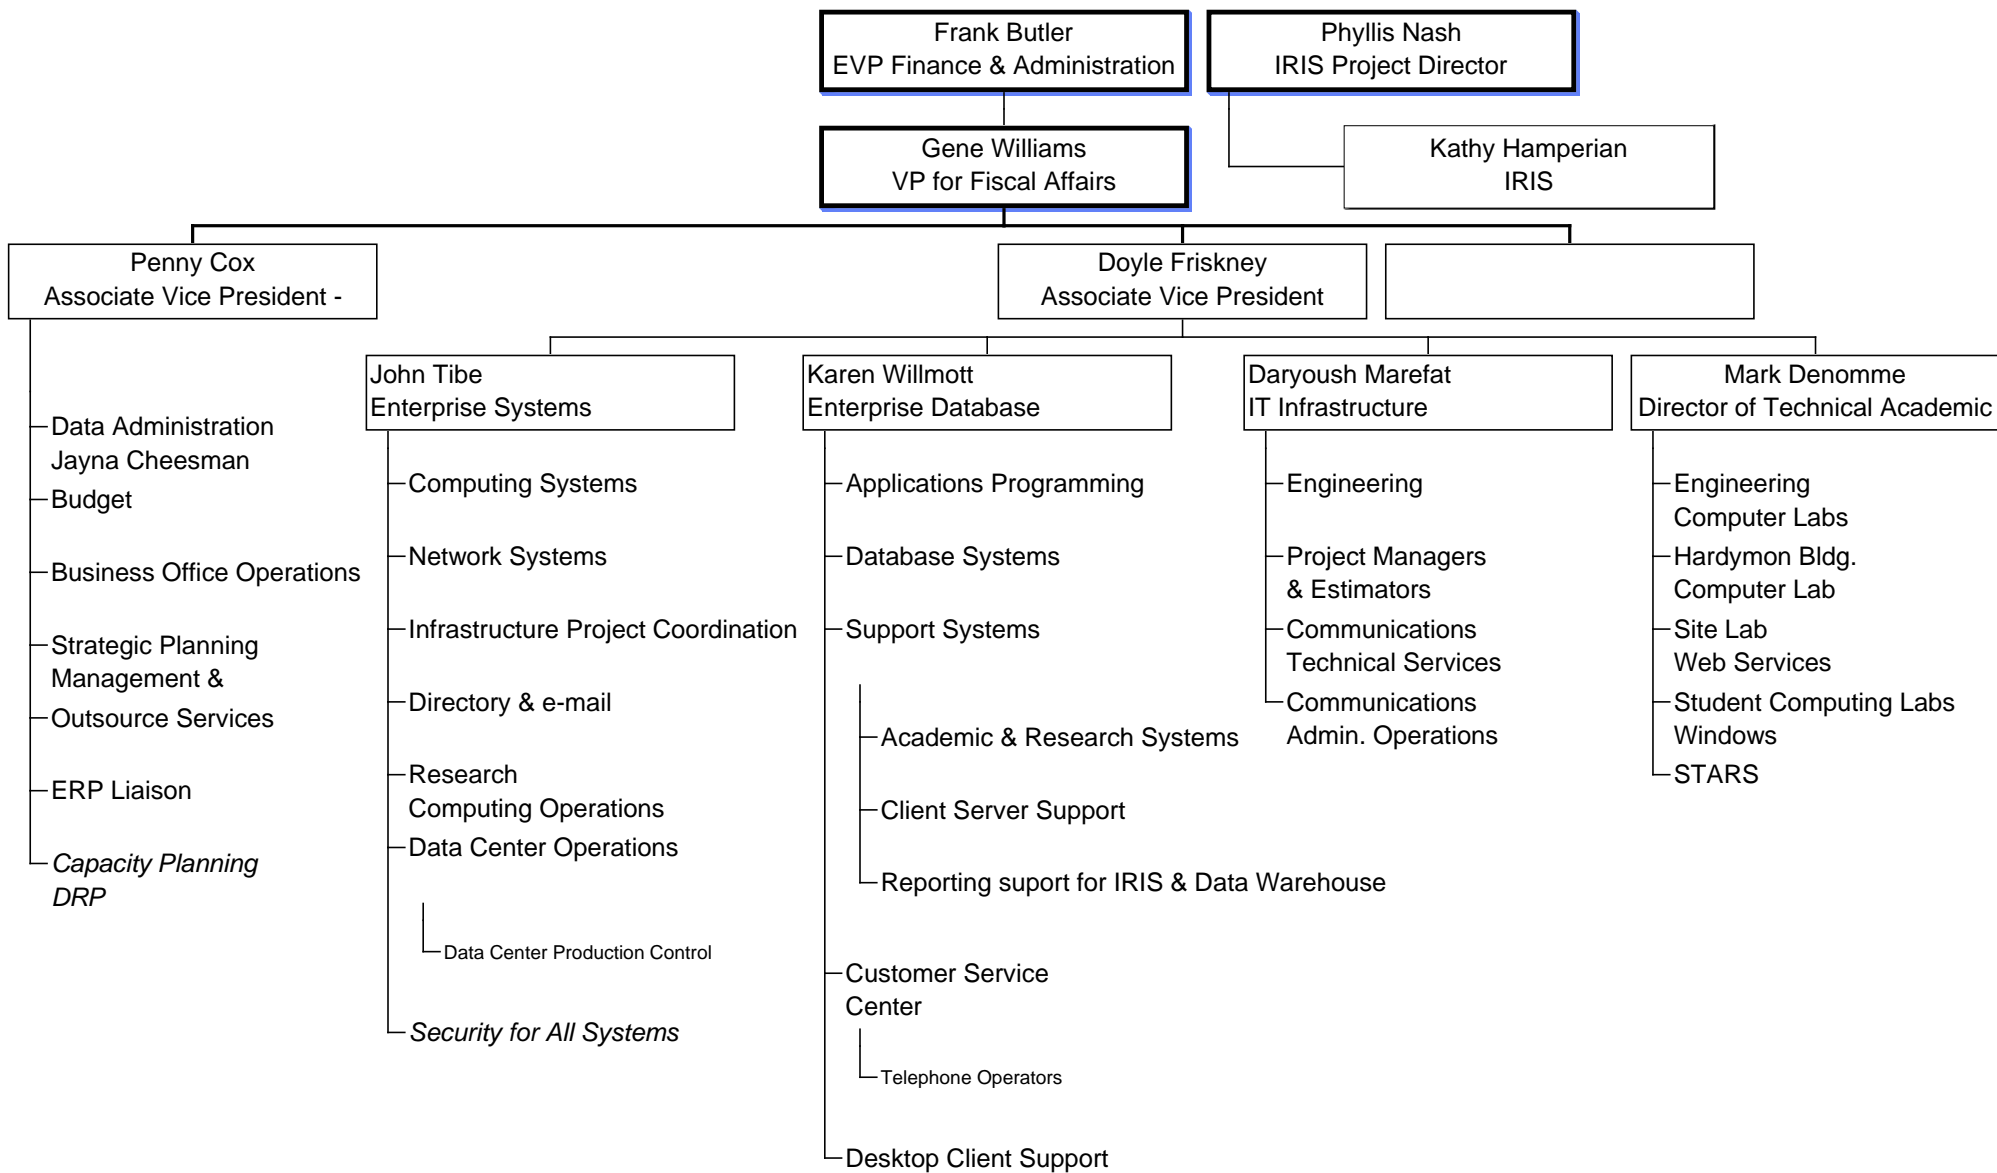 Frank Butler
EVP Finance & Administration
Phyllis Nash
IRIS Project Director
Gene Williams
VP for Fiscal Affairs
Kathy Hamperian
IRIS
Penny Cox
Associate Vice President -
Doyle Friskney
Associate Vice President
Data Administration
Jayna Cheesman
Budget
Business Office Operations
Strategic Planning
Management &
Outsource Services
ERP Liaison
Capacity Planning
DRP
John Tibe
Enterprise Systems
Computing Systems
Network Systems
Infrastructure Project Coordination
Directory & e-mail
Research
Computing Operations
Data Center Operations
Data Center Production Control
Security for All Systems
Karen Willmott
Enterprise Database
Applications Programming
Database Systems
Support Systems
Academic & Research Systems
Client Server Support
Reporting suport for IRIS & Data Warehouse
Customer Service
Center
Telephone Operators
Desktop Client Support
Daryoush Marefat
IT Infrastructure
Engineering
Project Managers
& Estimators
Communications
Technical Services
Communications
Admin. Operations
Mark Denomme
Director of Technical Academic
Engineering
Computer Labs
Hardymon Bldg.
Computer Lab
Site Lab
Web Services
Student Computing Labs
Windows
STARS